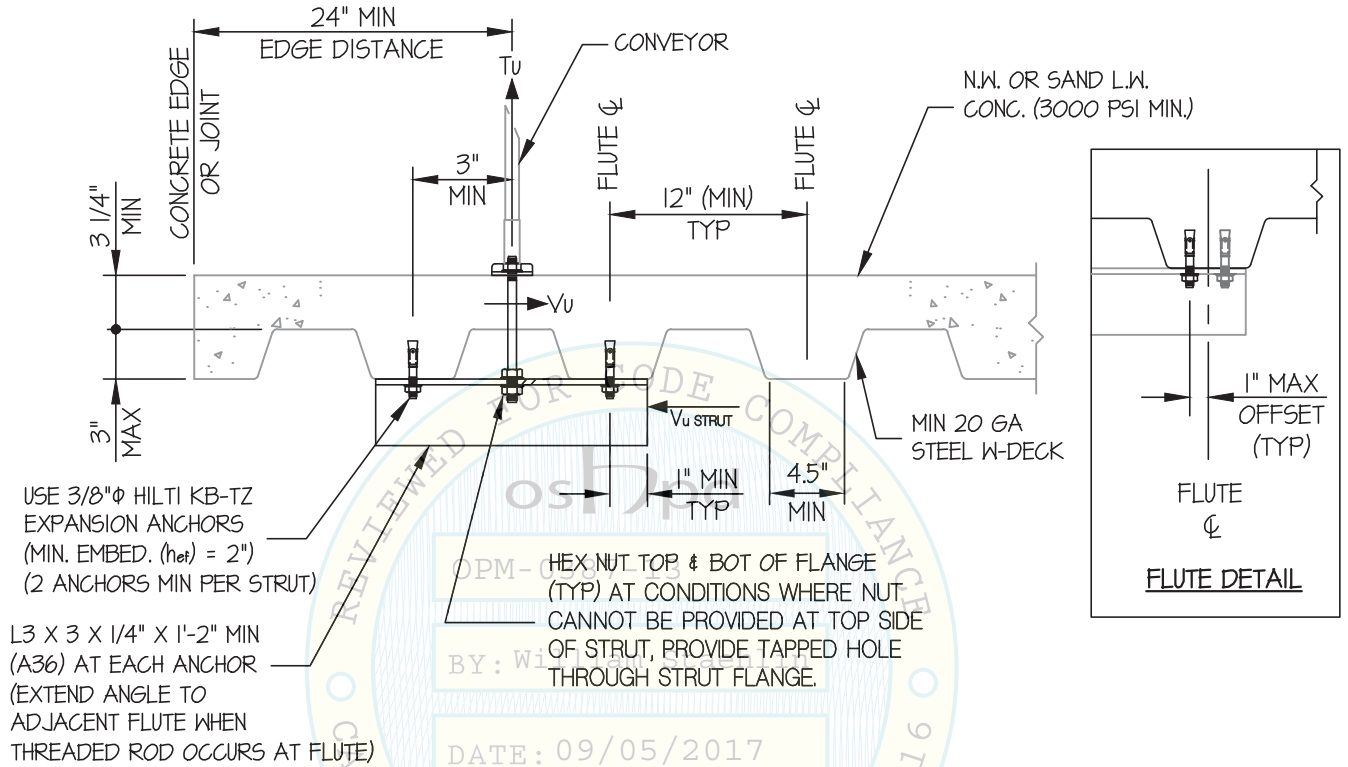 24" MIN
EDGE DISTANCE
CONCRETE EDGE
OR JOINT
Tu
CONVEYOR
FLUTE ℄
FLUTE ℄
N.W. OR SAND L.W.
CONC. (3000 PSI MIN.)
3"
MIN
12" (MIN)
TYP
3 1/4"
MIN
Vu
3"
MAX
Vu STRUT
MIN 20 GA
STEEL W-DECK
1" MIN
TYP
4.5"
MIN
1" MAX
OFFSET
(TYP)
FLUTE
℄
FLUTE DETAIL
USE 3/8"Φ HILTI KB-TZ
EXPANSION ANCHORS
(MIN. EMBED. (hef) = 2")
(2 ANCHORS MIN PER STRUT)
HEX NUT TOP & BOT OF FLANGE
(TYP) AT CONDITIONS WHERE NUT
CANNOT BE PROVIDED AT TOP SIDE
OF STRUT, PROVIDE TAPPED HOLE
THROUGH STRUT FLANGE.
L3 X 3 X 1/4" X 1'-2" MIN
(A36) AT EACH ANCHOR
(EXTEND ANGLE TO
ADJACENT FLUTE WHEN
THREADED ROD OCCURS AT FLUTE)
REVIEWED FOR CODE COMPLIANCE
oshpd
BY: William Staehlin
DATE: 09/05/2017